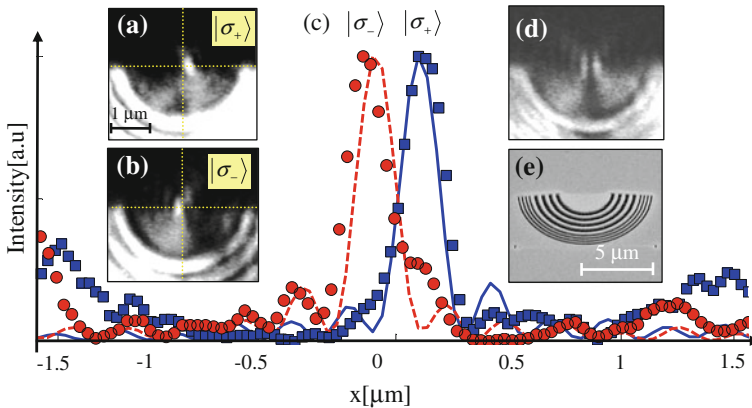 (a) |σ₊⟩
1 μm
(b) |σ₋⟩
(c) |σ₋⟩ |σ₊⟩
(d)
(e)
5 μm
Intensity[a.u]
-1.5 -1 -0.5 0 0.5 1 1.5
x[μm]